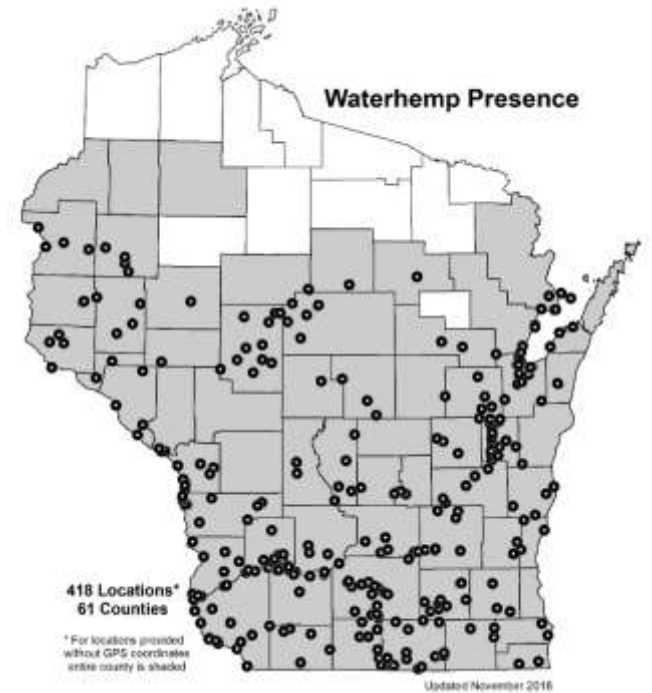 Waterhemp Presence
418 Locations*
61 Counties
* For locations provided
without GPS coordinates
entire county is shaded
Updated November 2018